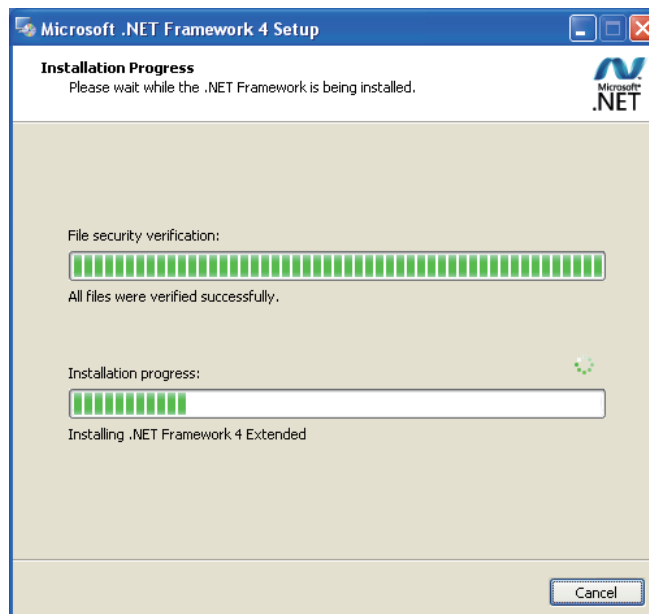 Microsoft .NET Framework 4 Setup
Installation Progress
Please wait while the .NET Framework is being installed.
Microsoft®
.NET
File security verification:
All files were verified successfully.
Installation progress:
Installing .NET Framework 4 Extended
Cancel